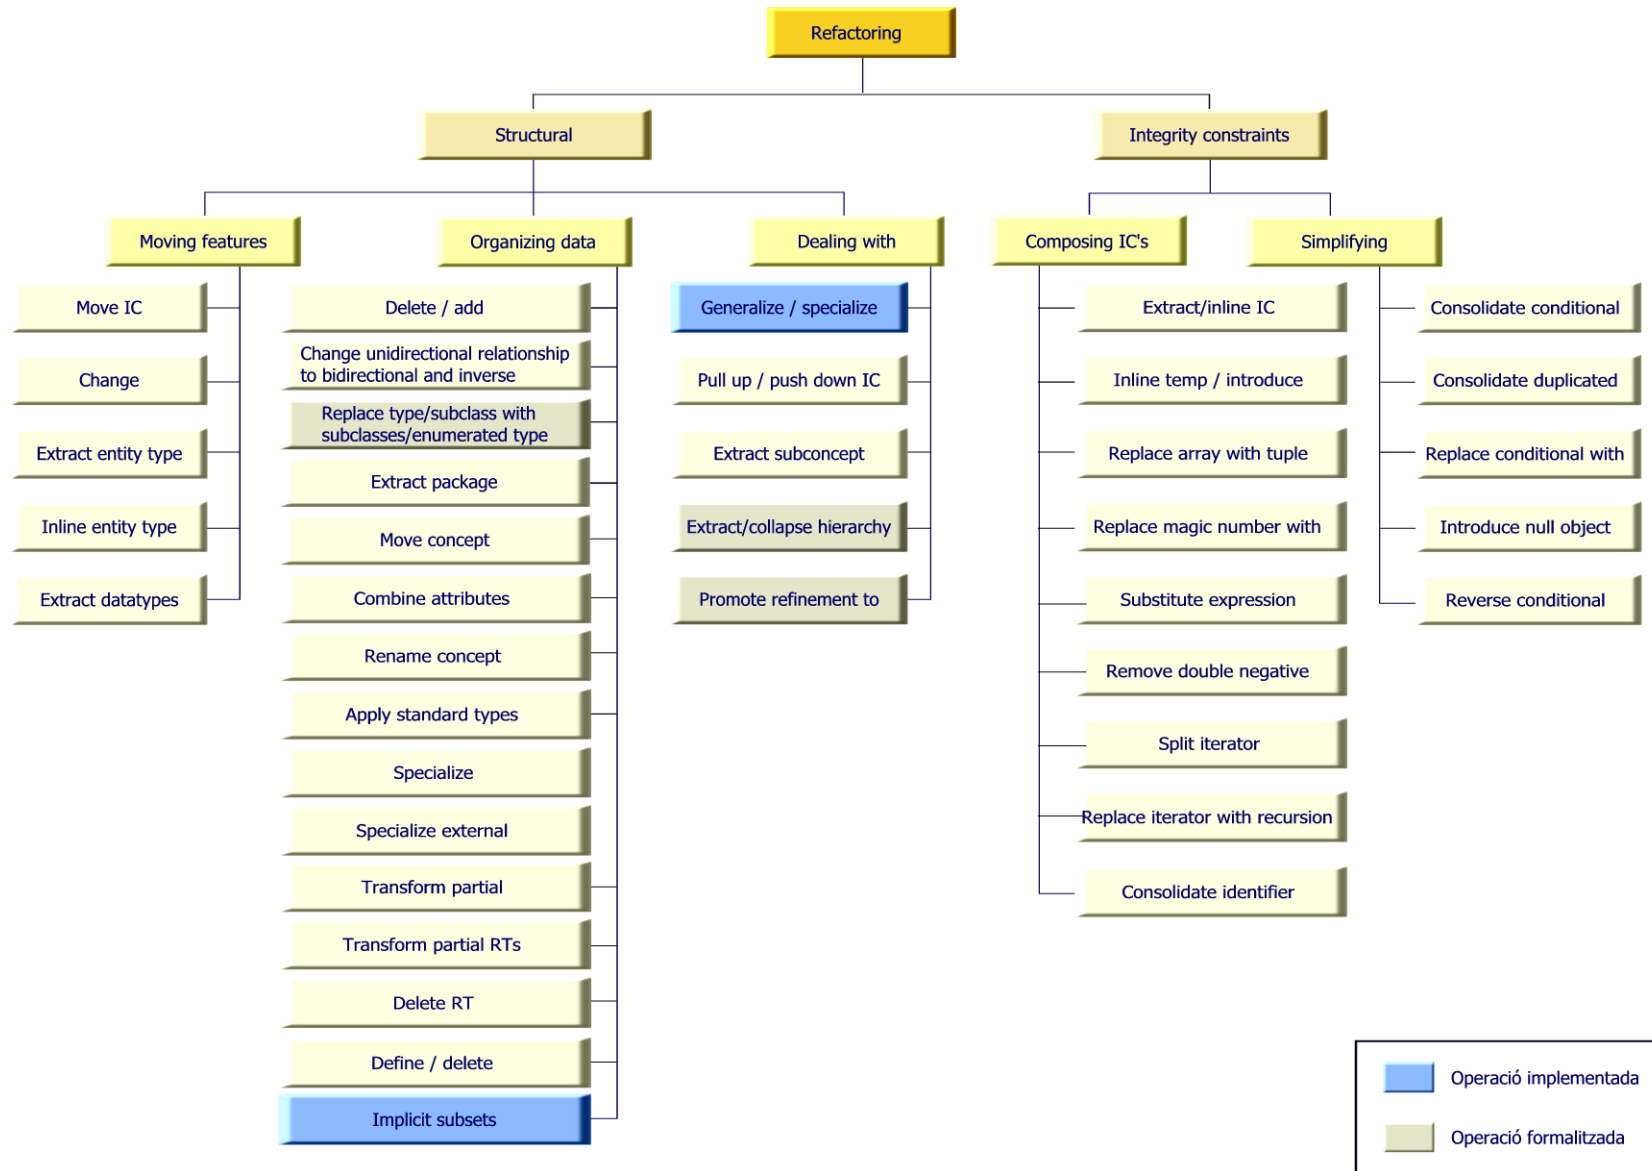 Refactoring
Structural
Integrity constraints
Moving features
Organizing data
Dealing with
Composing IC's
Simplifying
Move IC
Change
Extract entity type
Inline entity type
Extract datatypes
Delete / add
Change unidirectional relationship
to bidirectional and inverse
Replace type/subclass with
subclasses/enumerated type
Extract package
Move concept
Combine attributes
Rename concept
Apply standard types
Specialize
Specialize external
Transform partial
Transform partial RTs
Delete RT
Define / delete
Implicit subsets
Generalize / specialize
Pull up / push down IC
Extract subconcept
Extract/collapse hierarchy
Promote refinement to
Extract/inline IC
Inline temp / introduce
Replace array with tuple
Replace magic number with
Substitute expression
Remove double negative
Split iterator
Replace iterator with recursion
Consolidate identifier
Consolidate conditional
Consolidate duplicated
Replace conditional with
Introduce null object
Reverse conditional
Operació implementada
Operació formalitzada